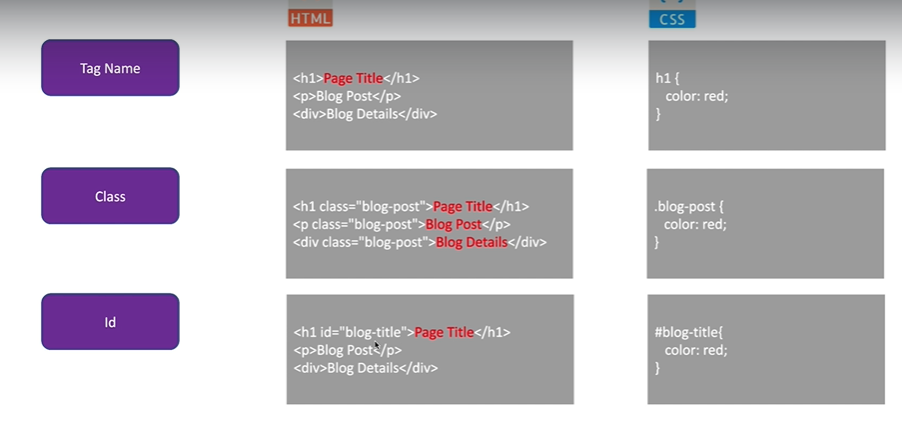 HTML
CSS
Tag Name
<h1>Page Title</h1>
<p>Blog Post</p>
<div>Blog Details</div>
h1 {
color: red;
}
Class
<h1 class="blog-post">Page Title</h1>
<p class="blog-post">Blog Post</p>
<div class="blog-post">Blog Details</div>
.blog-post {
color: red;
}
Id
<h1 id="blog-title">Page Title</h1>
<p>Blog Post</p>
<div>Blog Details</div>
#blog-title{
color: red;
}